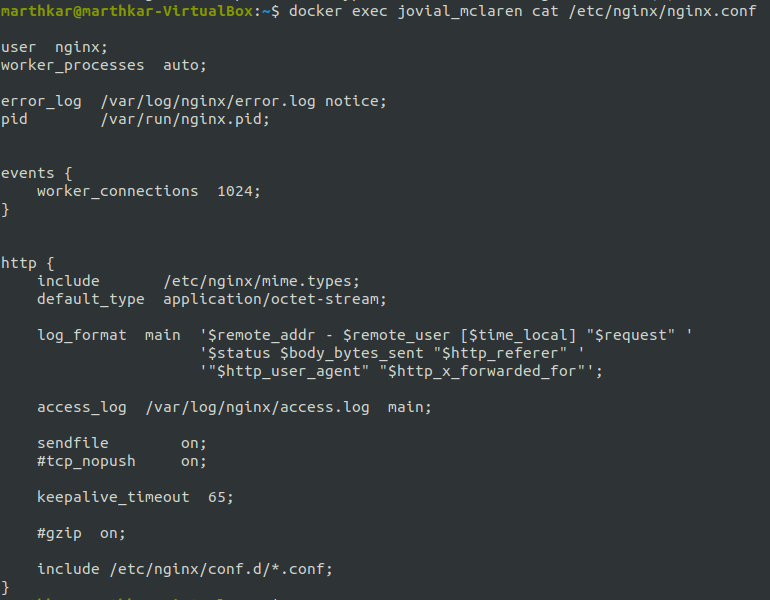 marthkar@marthkar-VirtualBox:~$ docker exec jovial_mclaren cat /etc/nginx/nginx.conf
user  nginx;
worker_processes  auto;
error_log  /var/log/nginx/error.log notice;
pid        /var/run/nginx.pid;
events {
    worker_connections  1024;
}
http {
    include       /etc/nginx/mime.types;
    default_type  application/octet-stream;
    log_format  main  '$remote_addr - $remote_user [$time_local] "$request" '
                      '$status $body_bytes_sent "$http_referer" '
                      '"$http_user_agent" "$http_x_forwarded_for"';
    access_log  /var/log/nginx/access.log  main;
    sendfile        on;
    #tcp_nopush     on;
    keepalive_timeout  65;
    #gzip  on;
    include /etc/nginx/conf.d/*.conf;
}